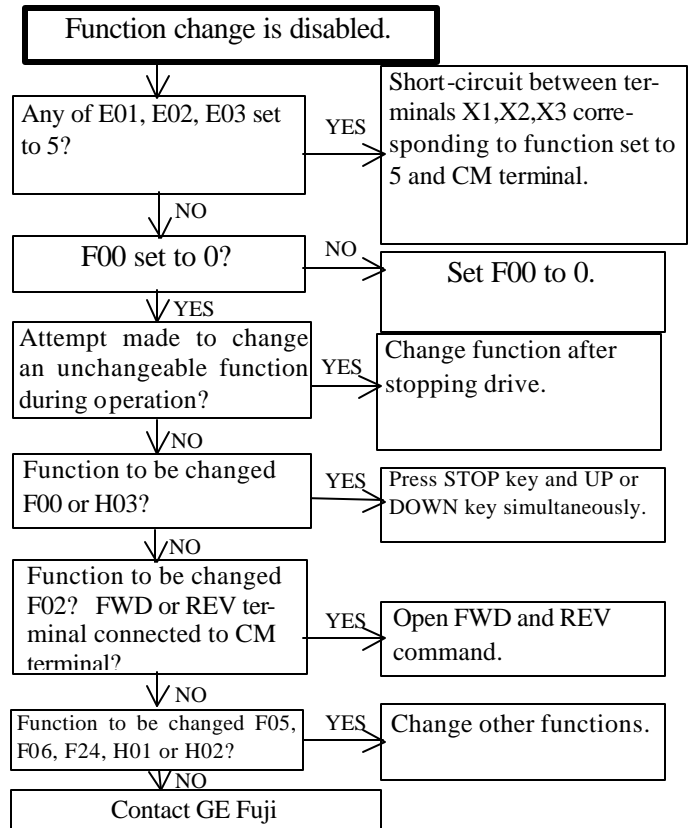 Function change is disabled.
Any of E01, E02, E03 set
to 5?
YES
Short-circuit between ter-
minals X1,X2,X3 corre-
sponding to function set to
5 and CM terminal.
NO
F00 set to 0?
NO
Set F00 to 0.
YES
Attempt made to change
an unchangeable function
during operation?
YES
Change function after
stopping drive.
NO
Function to be changed
F00 or H03?
YES
Press STOP key and UP or
DOWN key simultaneously.
NO
Function to be changed
F02? FWD or REV ter-
minal connected to CM
terminal?
YES
Open FWD and REV
command.
NO
Function to be changed F05,
F06, F24, H01 or H02?
YES
Change other functions.
NO
Contact GE Fuji